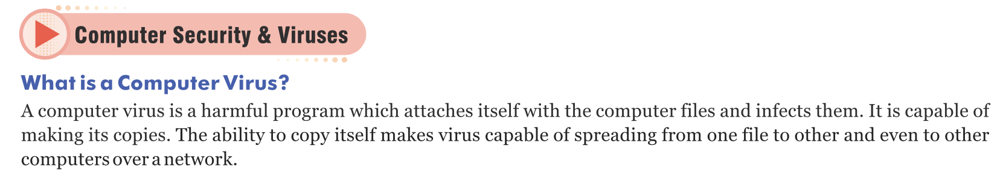 Computer Security & Viruses
What is a Computer Virus?
A computer virus is a harmful program which attaches itself with the computer files and infects them. It is capable of
making its copies. The ability to copy itself makes virus capable of spreading from one file to other and even to other
computers over a network.